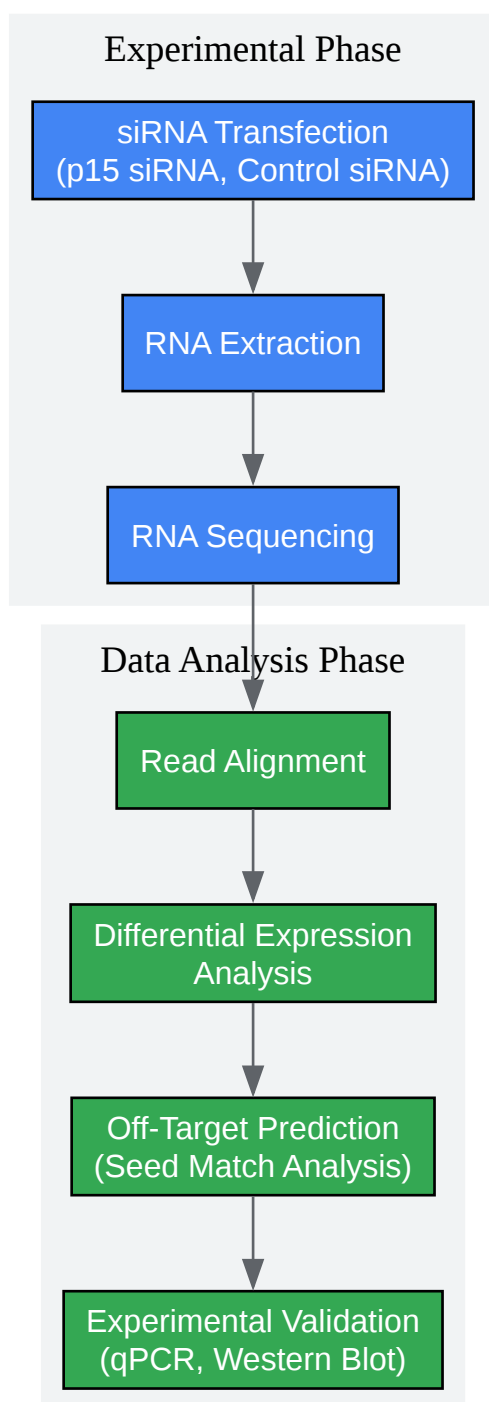 Experimental Phase
siRNA Transfection
(p15 siRNA, Control siRNA)
RNA Extraction
RNA Sequencing
Data Analysis Phase
Read Alignment
Differential Expression
Analysis
Off-Target Prediction
(Seed Match Analysis)
Experimental Validation
(qPCR, Western Blot)